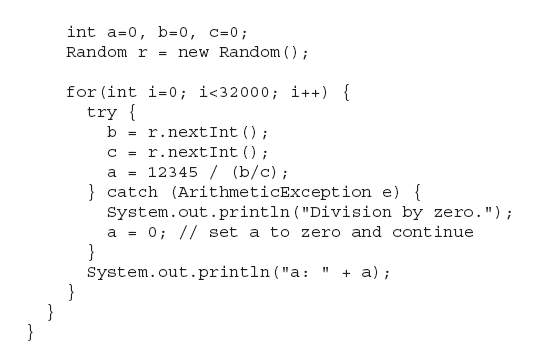 int a=0, b=0, c=0;
Random r = new Random();
for(int i=0; i<32000; i++) {
try {
b = r.nextInt();
c = r.nextInt();
a = 12345 / (b/c);
} catch (ArithmeticException e) {
System.out.println("Division by zero.");
a = 0; // set a to zero and continue
}
System.out.println("a: " + a);
}
}
}